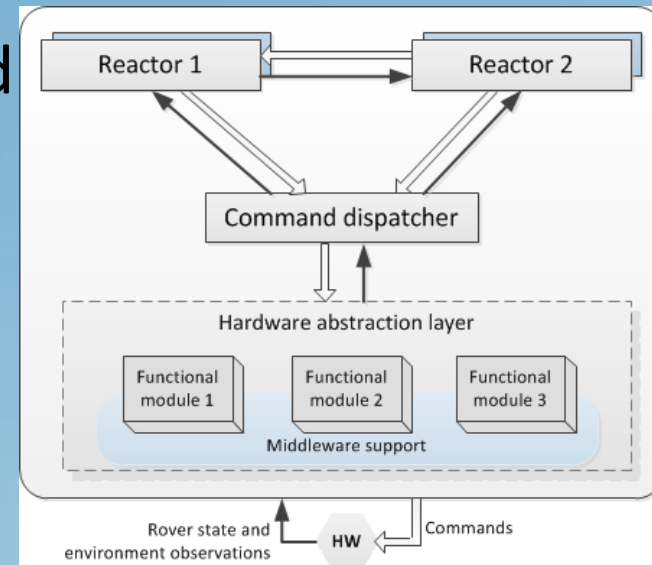 d
Reactor 1
Reactor 2
Command dispatcher
Hardware abstraction layer
Functional
module 1
Functional
module 2
Functional
module 3
Middleware support
Rover state and
environment observations
HW
Commands